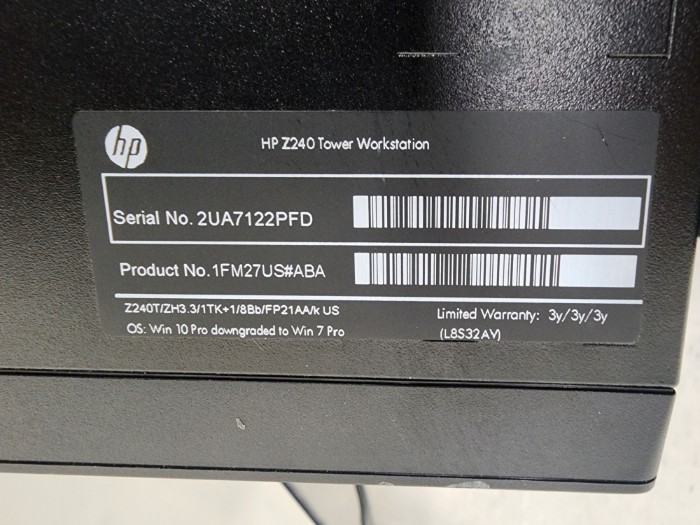 hp
HP Z240 Tower Workstation
Serial No. 2UA7122PFD
Product No.1FM27US#ABA
Z240T/ZH3.3/1TK+1/8Bb/FP21AA/k US
Limited Warranty: 3y/3y/3y
OS: Win 10 Pro downgraded to Win 7 Pro
(L8S32AV)